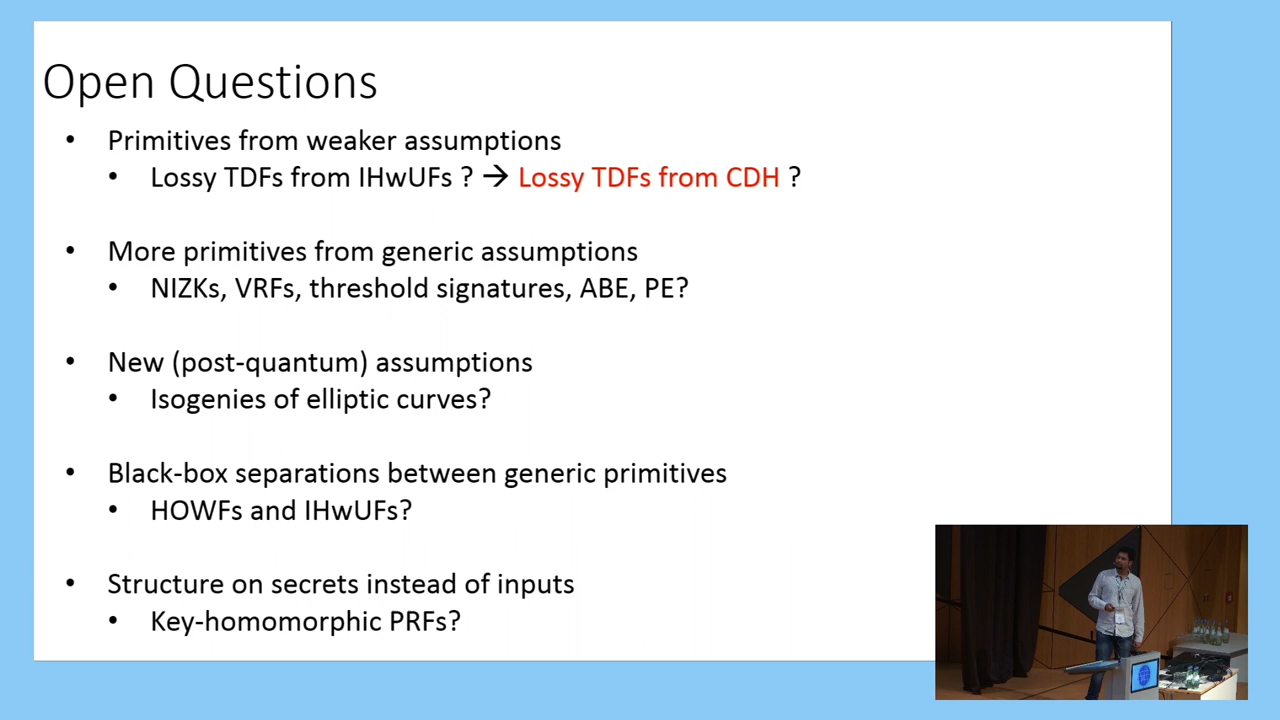 Open Questions
• Primitives from weaker assumptions
• Lossy TDFs from IHwUFs ? → Lossy TDFs from CDH ?
• More primitives from generic assumptions
• NIZKs, VRFs, threshold signatures, ABE, PE?
• New (post-quantum) assumptions
• Isogenies of elliptic curves?
• Black-box separations between generic primitives
• HOWFs and IHwUFs?
• Structure on secrets instead of inputs
• Key-homomorphic PRFs?